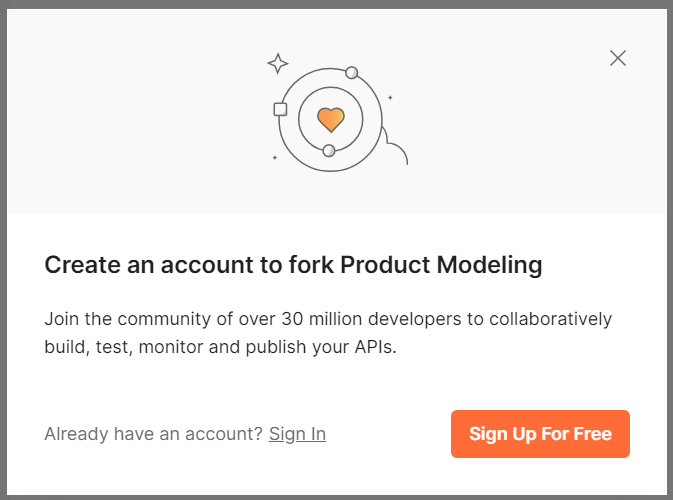 Create an account to fork Product Modeling
Join the community of over 30 million developers to collaboratively
build, test, monitor and publish your APIs.
Already have an account? Sign In
Sign Up For Free